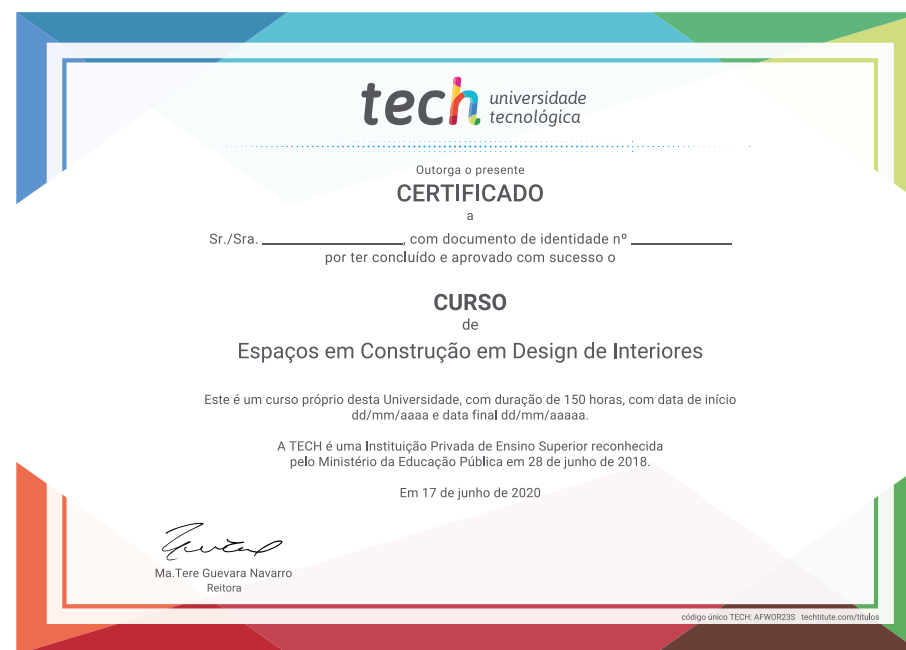 tech universidade
tecnológica
Outorga o presente
CERTIFICADO
a
Sr./Sra. ________________, com documento de identidade nº ____________
por ter concluído e aprovado com sucesso o
CURSO
de
Espaços em Construção em Design de Interiores
Este é um curso próprio desta Universidade, com duração de 150 horas, com data de início
dd/mm/aaaa e data final dd/mm/aaaaa.
A TECH é uma Instituição Privada de Ensino Superior reconhecida
pelo Ministério da Educação Pública em 28 de junho de 2018.
Em 17 de junho de 2020
Ma.Tere Guevara Navarro
Reitora
código único TECH: AFWOR23S techtitute.com/titulos